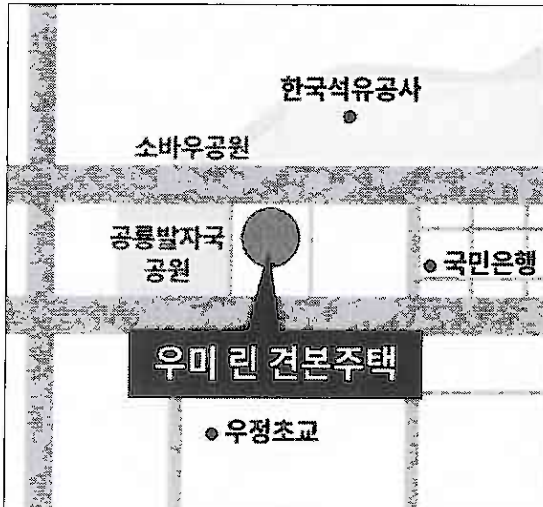 한국석유공사
소바우공원
공룡발자국
공원
국민은행
우미 린 견본주택
우정초교